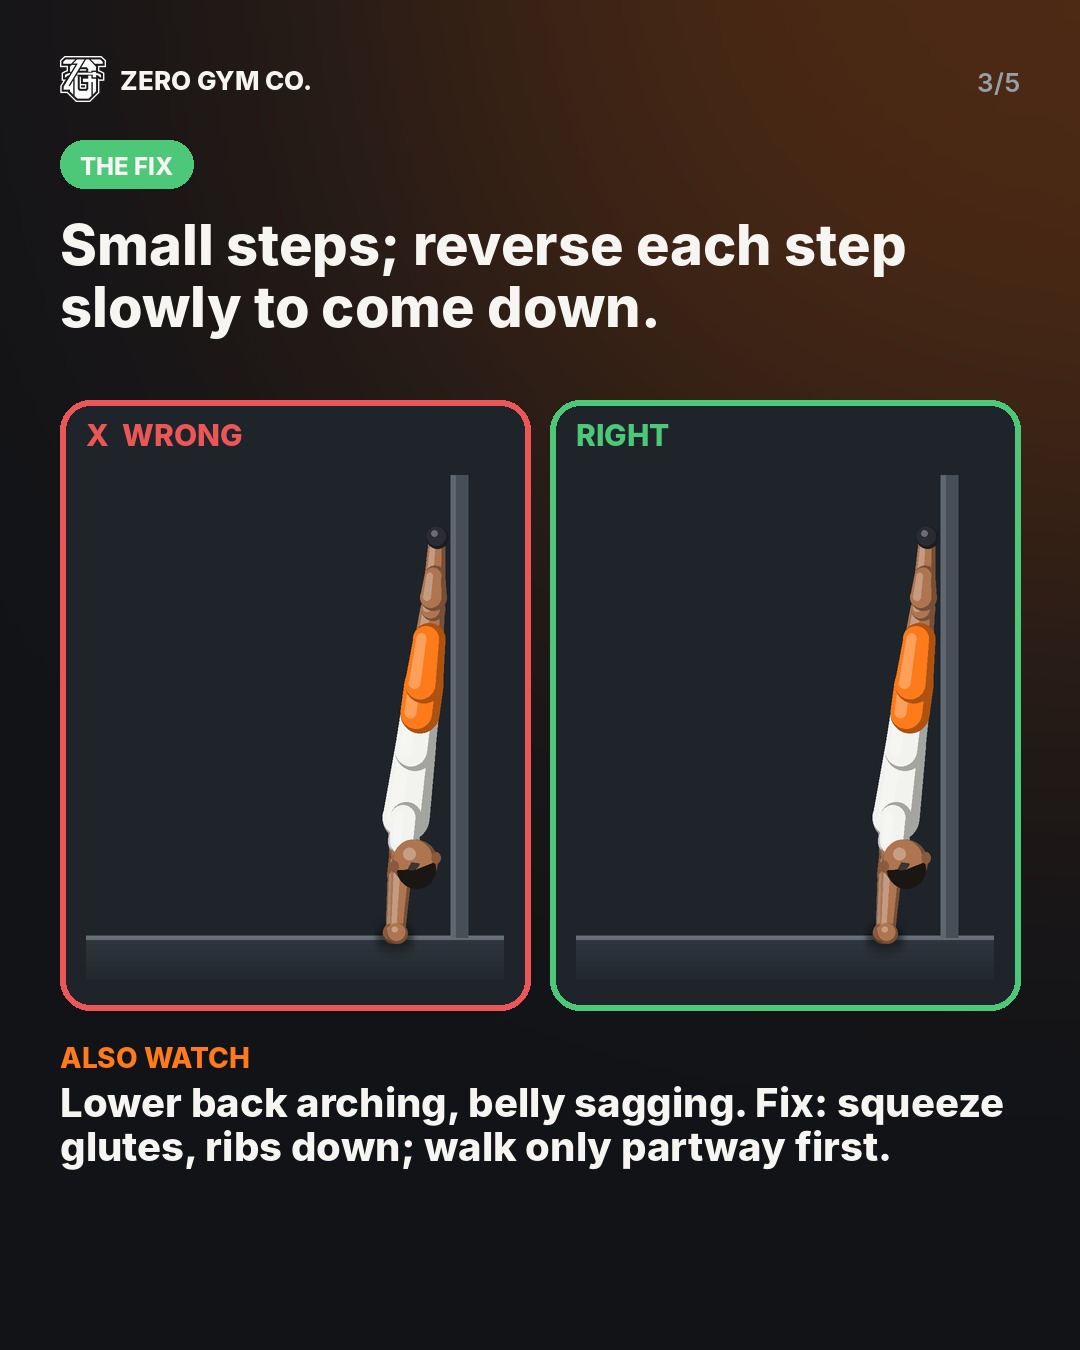 ZERO GYM CO.
3/5
THE FIX
Small steps; reverse each step
slowly to come down.
X WRONG
RIGHT
ALSO WATCH
Lower back arching, belly sagging. Fix: squeeze
glutes, ribs down; walk only partway first.